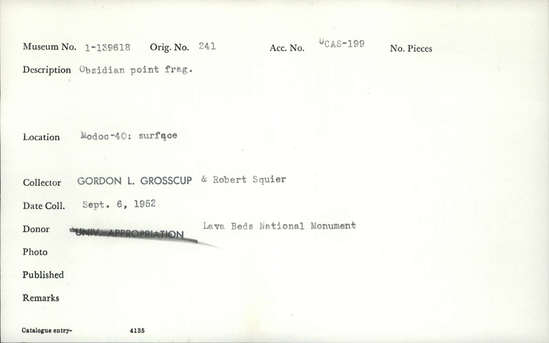 Museum No. 1-139618 Orig. No. 241 Acc. No. UCAS-199 No. Pieces
Description Obsidian point frag.
Location Modoc-40: surface
Collector GORDON L. GROSSCUP & Robert Squier
Date Coll. Sept. 6, 1952
Donor UNIV. APPROPRIATION Lava Beds National Monument
Photo
Published
Remarks
Catalogue entry- 4135